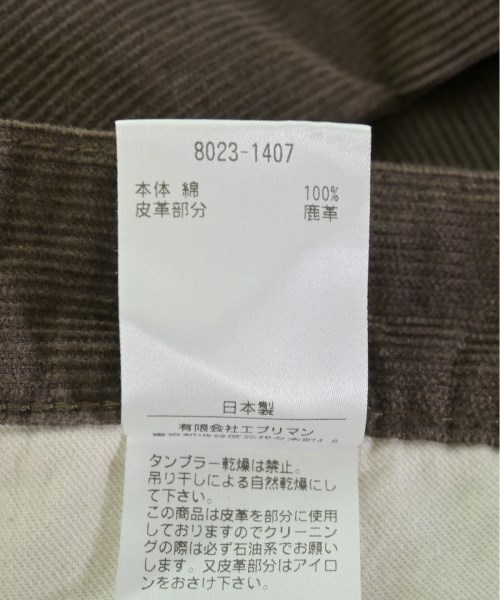 8023-1407
本体 綿 100%
皮革部分 鹿革
日本製
有限会社エブリマン
タンブラー乾燥は禁止。
吊り干しによる自然乾燥にし
て下さい。
この商品は皮革を部分に使用
しておりますのでクリーニン
グの際は必ず石油系でお願い
します。又皮革部分はアイロ
ンをおさけ下さい。